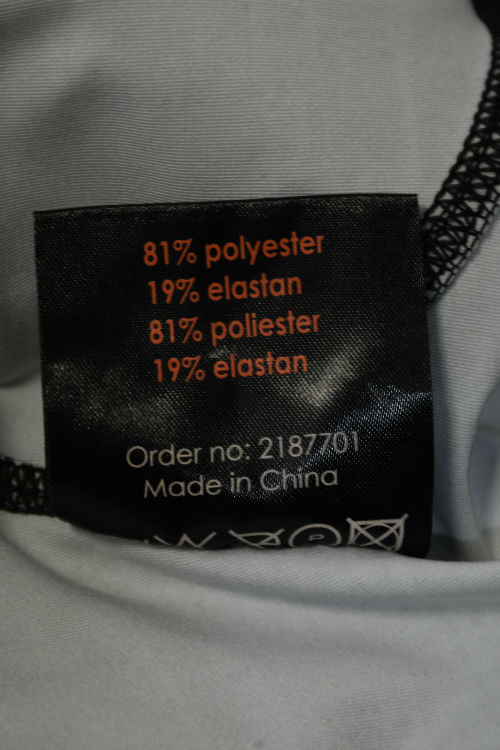 81% polyester
19% elastan
81% poliester
19% elastan
Order no: 2187701
Made in China
P